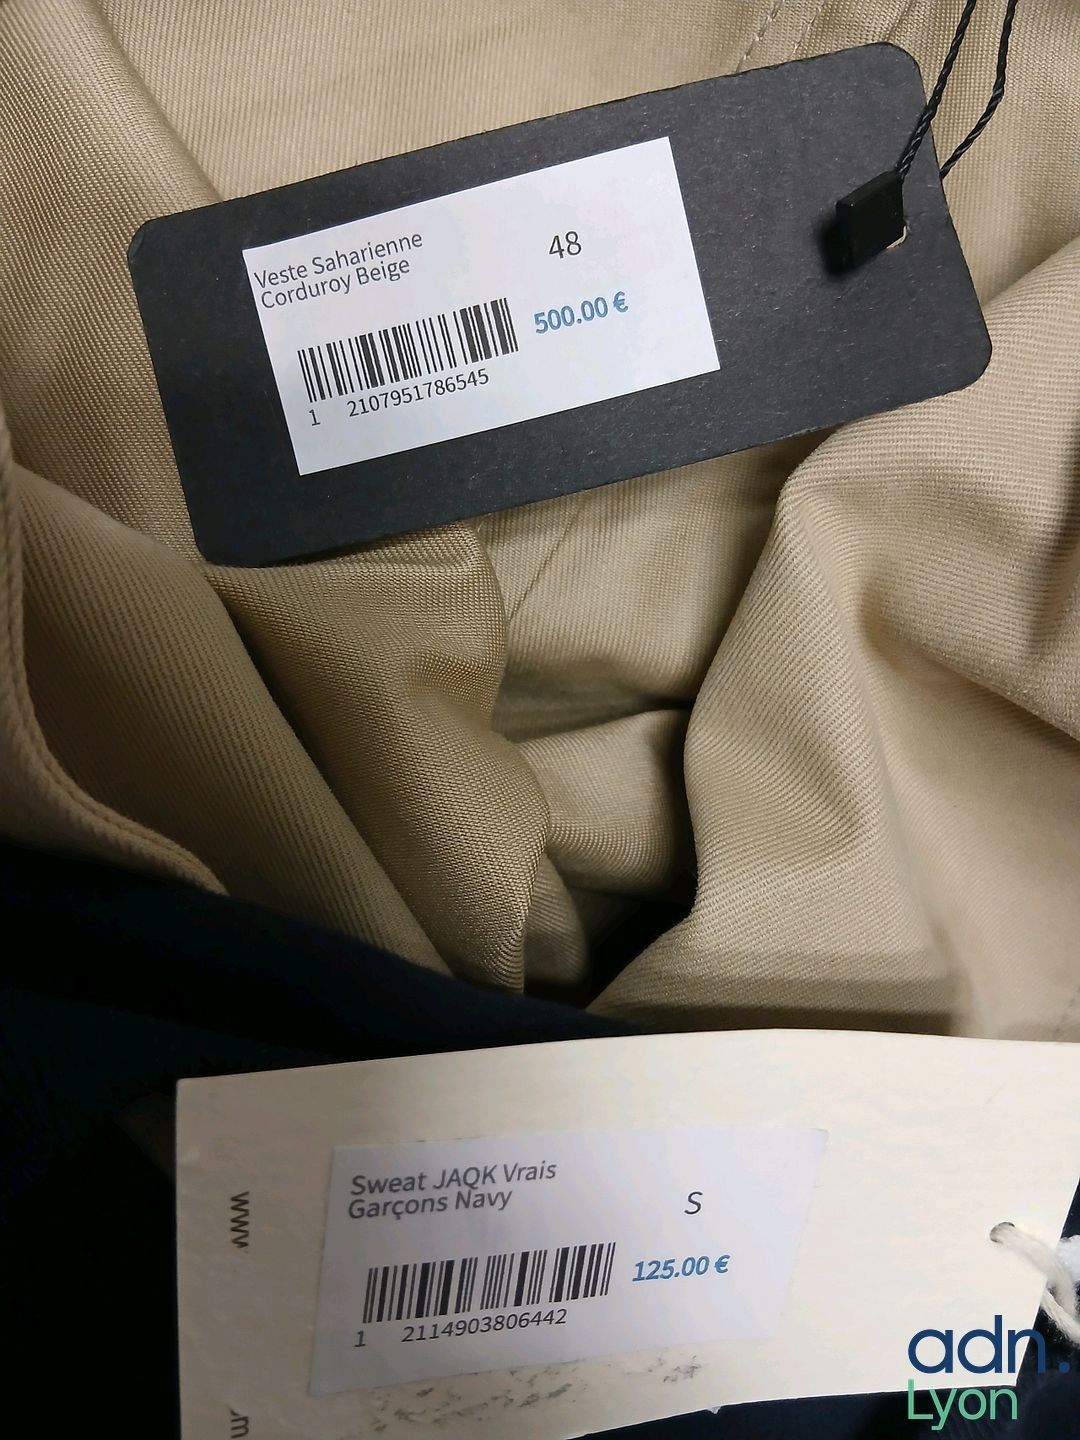 Veste Saharienne
Corduroy Beige
48
500.00 €
1 2107951786545
Sweat JAQK Vrais
Garçons Navy
S
125.00 €
1 2114903806442
www.
adn.
Lyon